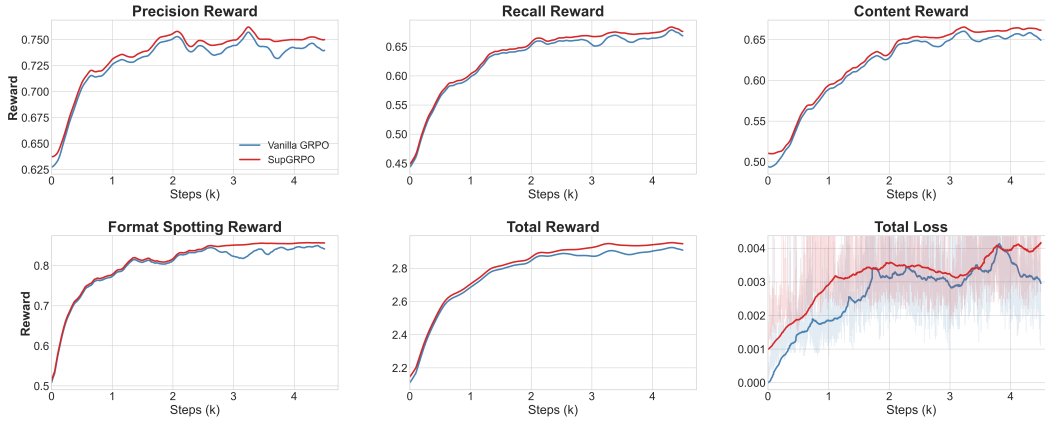 Precision Reward
Reward
0.750
0.725
0.700
0.675
0.650
0.625
0 1 2 3 4
Steps (k)
Vanilla GRPO
SupGRPO
Recall Reward
0.65
0.60
0.55
0.50
0.45
0 1 2 3 4
Steps (k)
Content Reward
0.65
0.60
0.55
0.50
0 1 2 3 4
Steps (k)
Format Spotting Reward
Reward
0.8
0.7
0.6
0.5
0 1 2 3 4
Steps (k)
Total Reward
2.8
2.6
2.4
2.2
0 1 2 3 4
Steps (k)
Total Loss
0.004
0.003
0.002
0.001
0.000
0 1 2 3 4
Steps (k)